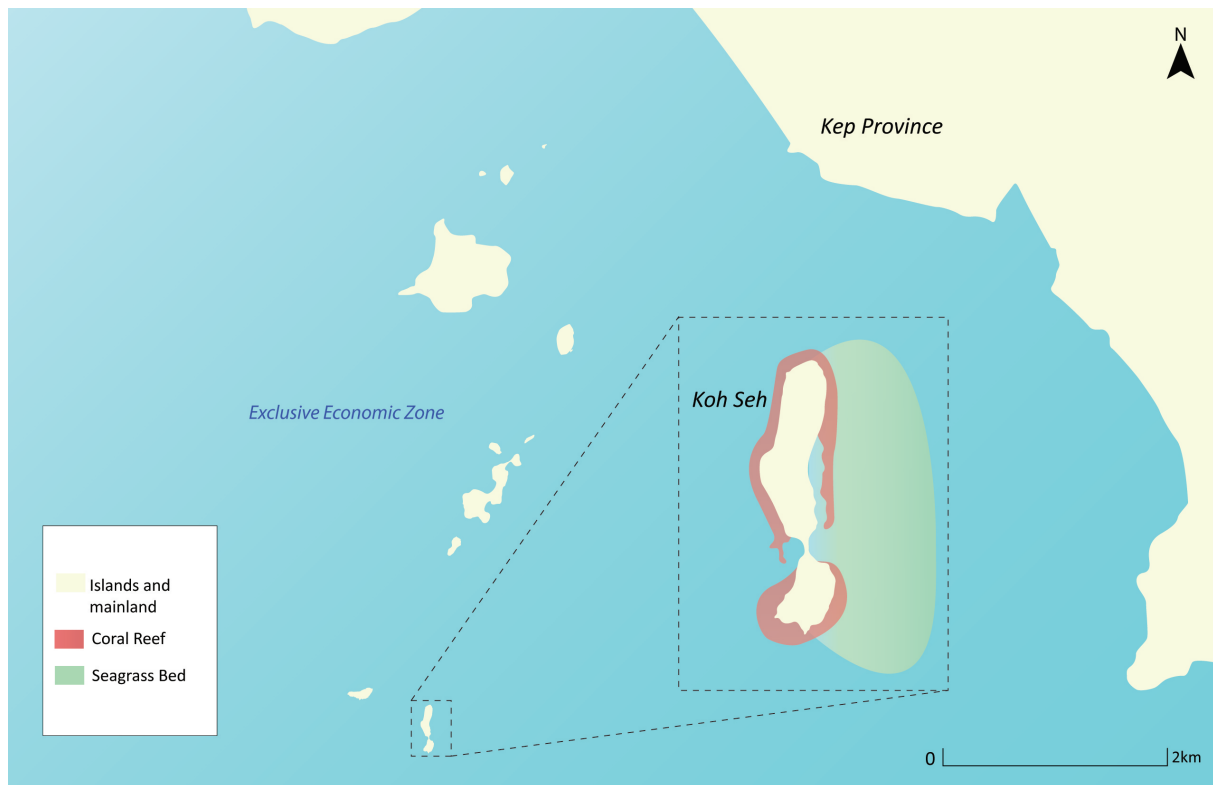 N
Kep Province
Koh Seh
Exclusive Economic Zone
Islands and
mainland
Coral Reef
Seagrass Bed
0
2km